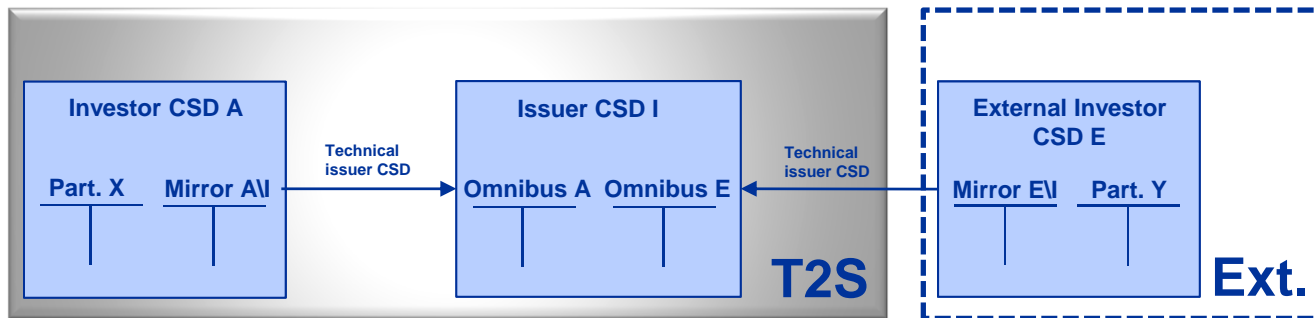 Investor CSD A
Part. X Mirror A\I
Technical
issuer CSD
Issuer CSD I
Omnibus A Omnibus E
Technical
issuer CSD
T2S
External Investor
CSD E
Mirror E\I Part. Y
Ext.